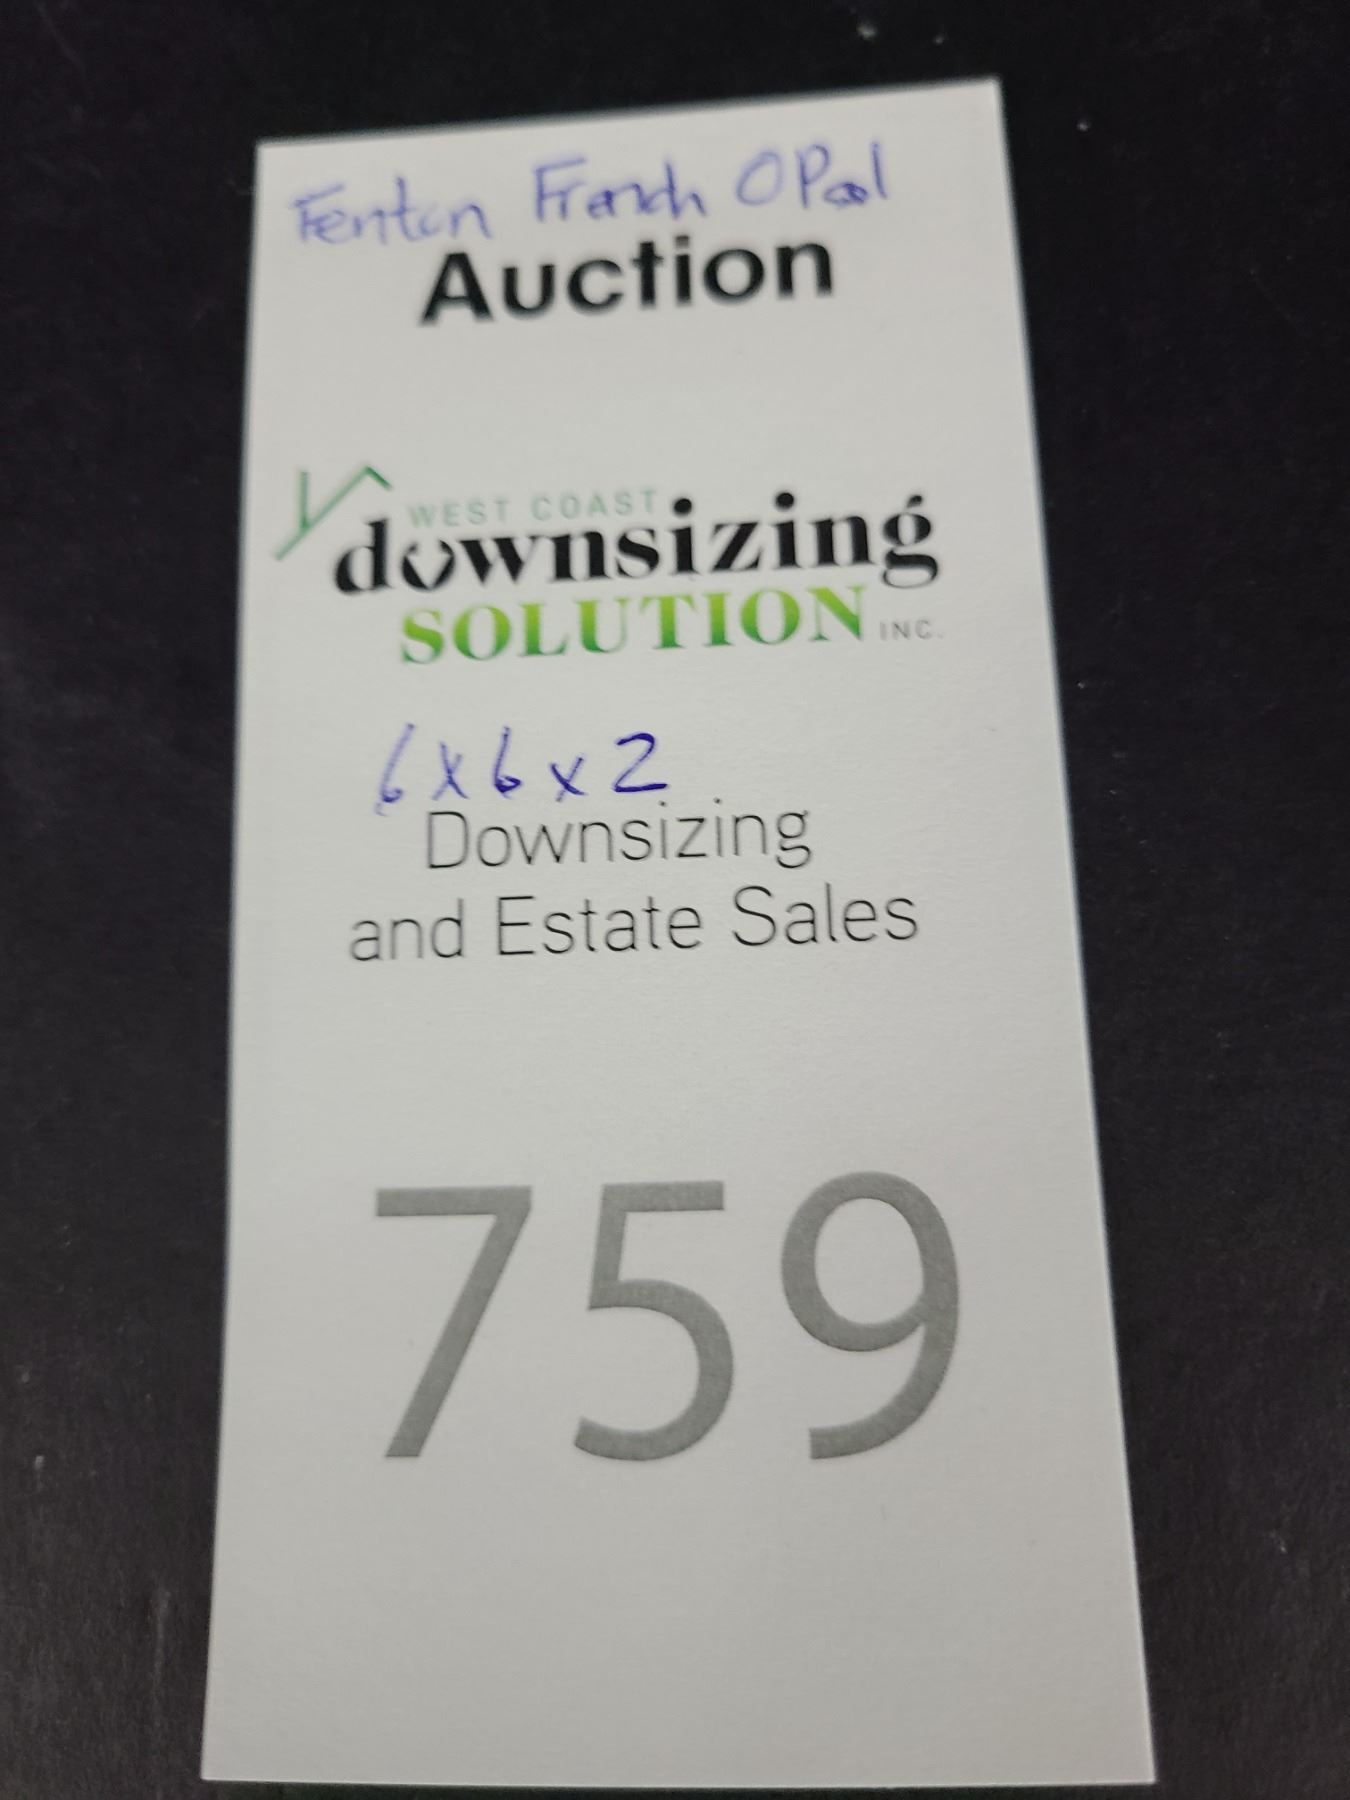 Fenton French OPal
Auction
WEST COAST
downsizing
SOLUTION INC.
6x6x2
Downsizing
and Estate Sales
759